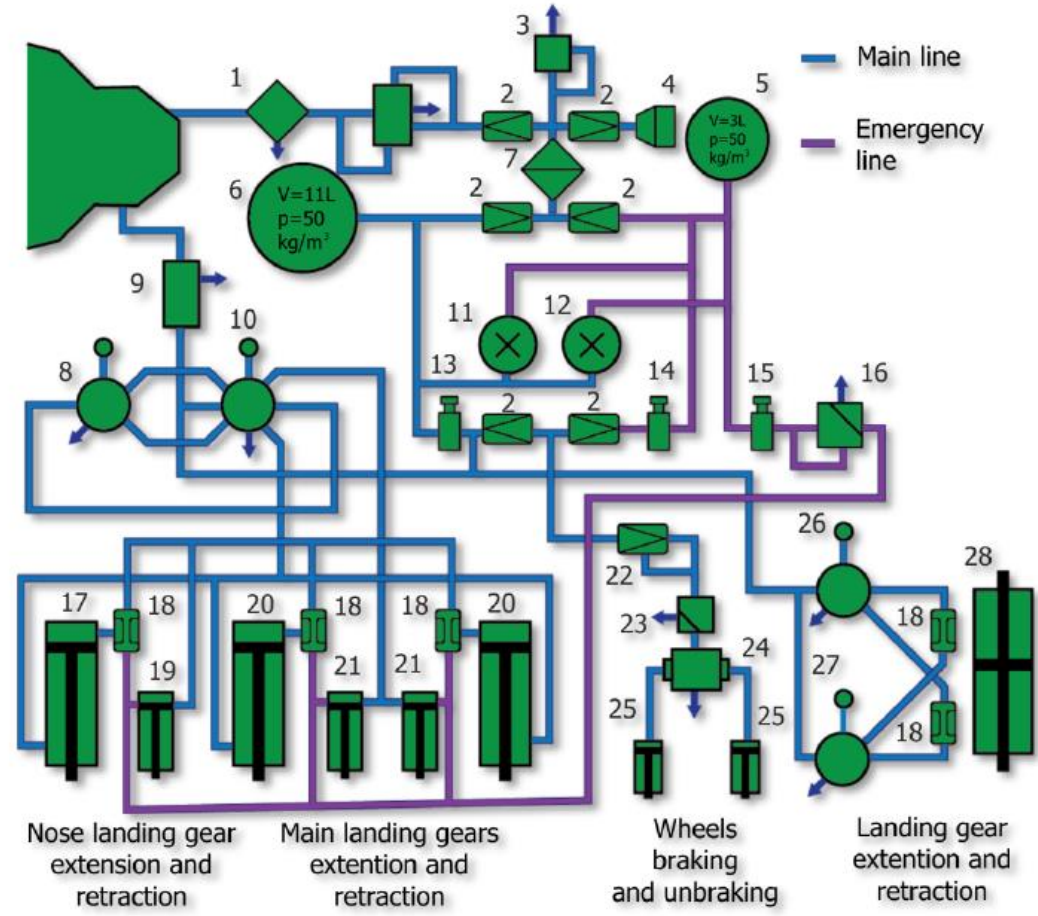 1
2
3
2
4
5
Main line
Emergency
line
V=3L
p=50
kg/m³
7
6
V=11L
p=50
kg/m³
2
2
9
8
10
11
12
13
2
2
14
15
16
17
18
20
18
18
20
19
21
21
22
23
24
25
25
26
27
28
18
18
Nose landing gear
extension and
retraction
Main landing gears
extention and
retraction
Wheels
braking
and unbraking
Landing gear
extention and
retraction